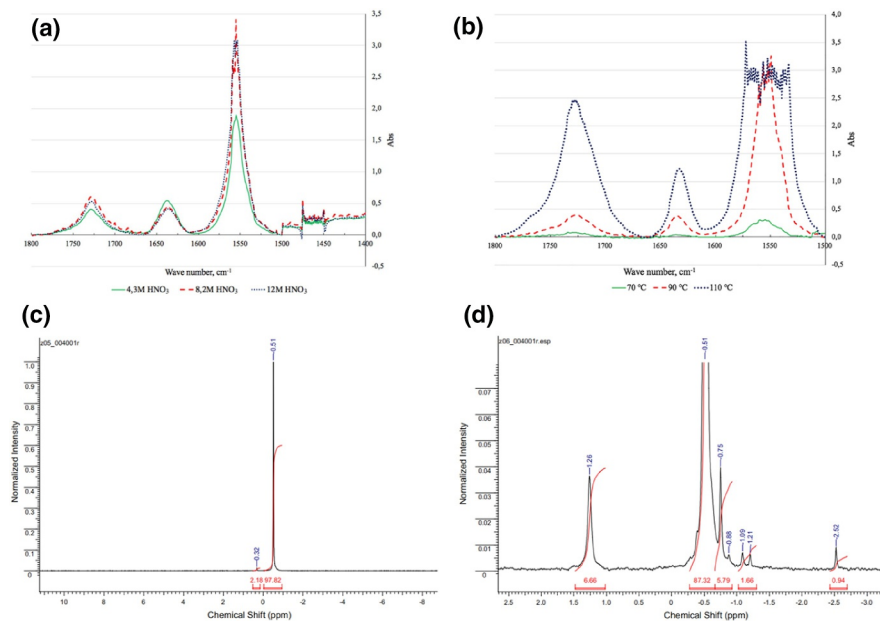 (a)
3,5
3,0
2,5
2,0
1,5
1,0
0,5
0,0
-0,5
Abs
1800 1750 1700 1650 1600 1550 1500 1450 1400
Wave number, cm⁻¹
4,3M HNO₃ 8,2M HNO₃ 12M HNO₃
(b)
4,0
3,5
3,0
2,5
2,0
1,5
1,0
0,5
0,0
-0,5
Abs
1800 1750 1700 1650 1600 1550 1500
Wave number, cm⁻¹
70 ºC 90 ºC 110 ºC
(c)
z05_004001r
−0.51
Normalized Intensity
1.0
0.9
0.8
0.7
0.6
0.5
0.4
0.3
0.2
0.1
0
−0.32
2.18 97.82
10 8 6 4 2 0 -2 -4 -6 -8
Chemical Shift (ppm)
(d)
z06_004001r.esp
−0.51
Normalized Intensity
0.07
0.06
0.05
0.04
0.03
0.02
0.01
0
−1.26
−0.75
−0.88
−1.09
−1.21
−2.52
6.66 87.32 5.79 1.66 0.94
2.5 2.0 1.5 1.0 0.5 0 -0.5 -1.0 -1.5 -2.0 -2.5 -3.0
Chemical Shift (ppm)